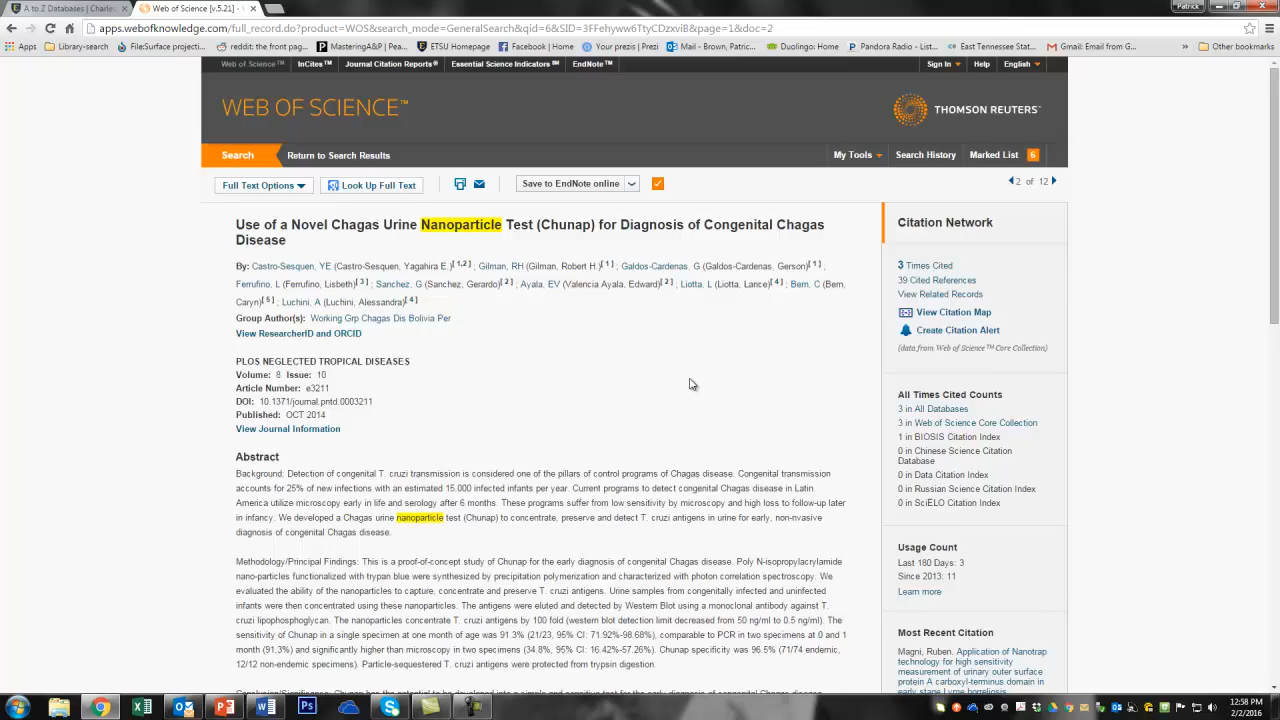 A to Z Databases | Charles
Web of Science [v.5.21] -
Patrick
apps.webofknowledge.com/full_record.do?product=WOS&search_mode=GeneralSearch&qid=6&SID=3FFehyww6TtyCDzxviB&page=1&doc=2
Apps Library-search FileSurface projecti... reddit: the front pag... MasteringA&P | Pea... ETSU Homepage Facebook | Home Your prezis | Prezi Mail - Brown, Patric... Duolingo: Home Pandora Radio - Lis... East Tennessee Stat... Gmail: Email from G... » Other bookmarks
Web of Science™ InCites™ Journal Citation Reports® Essential Science Indicators℠ EndNote™ Sign In Help English
WEB OF SCIENCE™
THOMSON REUTERS™
Search Return to Search Results My Tools Search History Marked List 6
Full Text Options Look Up Full Text Save to EndNote online 2 of 12
Use of a Novel Chagas Urine Nanoparticle Test (Chunap) for Diagnosis of Congenital Chagas
Disease
By: Castro-Sesquen, YE (Castro-Sesquen, Yagahira E.)[ 1,2 ] ; Gilman, RH (Gilman, Robert H.)[ 1 ] ; Galdos-Cardenas, G (Galdos-Cardenas, Gerson)[ 1 ] ;
Ferrufino, L (Ferrufino, Lisbeth)[ 3 ] ; Sanchez, G (Sanchez, Gerardo)[ 2 ] ; Ayala, EV (Valencia Ayala, Edward)[ 2 ] ; Liotta, L (Liotta, Lance)[ 4 ] ; Bern, C (Bern,
Caryn)[ 5 ] ; Luchini, A (Luchini, Alessandra)[ 4 ]
Group Author(s): Working Grp Chagas Dis Bolivia Per
View ResearcherID and ORCID
PLOS NEGLECTED TROPICAL DISEASES
Volume: 8 Issue: 10
Article Number: e3211
DOI: 10.1371/journal.pntd.0003211
Published: OCT 2014
View Journal Information
Abstract
Background: Detection of congenital T. cruzi transmission is considered one of the pillars of control programs of Chagas disease. Congenital transmission
accounts for 25% of new infections with an estimated 15,000 infected infants per year. Current programs to detect congenital Chagas disease in Latin
America utilize microscopy early in life and serology after 6 months. These programs suffer from low sensitivity by microscopy and high loss to follow-up later
in infancy. We developed a Chagas urine nanoparticle test (Chunap) to concentrate, preserve and detect T. cruzi antigens in urine for early, non-nvasive
diagnosis of congenital Chagas disease.
Methodology/Principal Findings: This is a proof-of-concept study of Chunap for the early diagnosis of congenital Chagas disease. Poly N-isopropylacrylamide
nano-particles functionalized with trypan blue were synthesized by precipitation polymerization and characterized with photon correlation spectroscopy. We
evaluated the ability of the nanoparticles to capture, concentrate and preserve T. cruzi antigens. Urine samples from congenitally infected and uninfected
infants were then concentrated using these nanoparticles. The antigens were eluted and detected by Western Blot using a monoclonal antibody against T.
cruzi lipophosphoglycan. The nanoparticles concentrate T. cruzi antigens by 100 fold (western blot detection limit decreased from 50 ng/ml to 0.5 ng/ml). The
sensitivity of Chunap in a single specimen at one month of age was 91.3% (21/23, 95% CI: 71.92%-98.68%), comparable to PCR in two specimens at 0 and 1
month (91.3%) and significantly higher than microscopy in two specimens (34.8%, 95% CI: 16.42%-57.26%). Chunap specificity was 96.5% (71/74 endemic,
12/12 non-endemic specimens). Particle-sequestered T. cruzi antigens were protected from trypsin digestion.
Conclusion/Significance: Chunap has the potential to be developed into a simple and sensitive test for the early diagnosis of congenital Chagas disease
Citation Network
3 Times Cited
39 Cited References
View Related Records
View Citation Map
Create Citation Alert
(data from Web of Science™ Core Collection)
All Times Cited Counts
3 in All Databases
3 in Web of Science Core Collection
1 in BIOSIS Citation Index
0 in Chinese Science Citation
Database
0 in Data Citation Index
0 in Russian Science Citation Index
0 in SciELO Citation Index
Usage Count
Last 180 Days: 3
Since 2013: 11
Learn more
Most Recent Citation
Magni, Ruben. Application of Nanotrap
technology for high sensitivity
measurement of urinary outer surface
protein A carboxyl-terminus domain in
early stage Lyme borreliosis
12:58 PM
2/2/2016